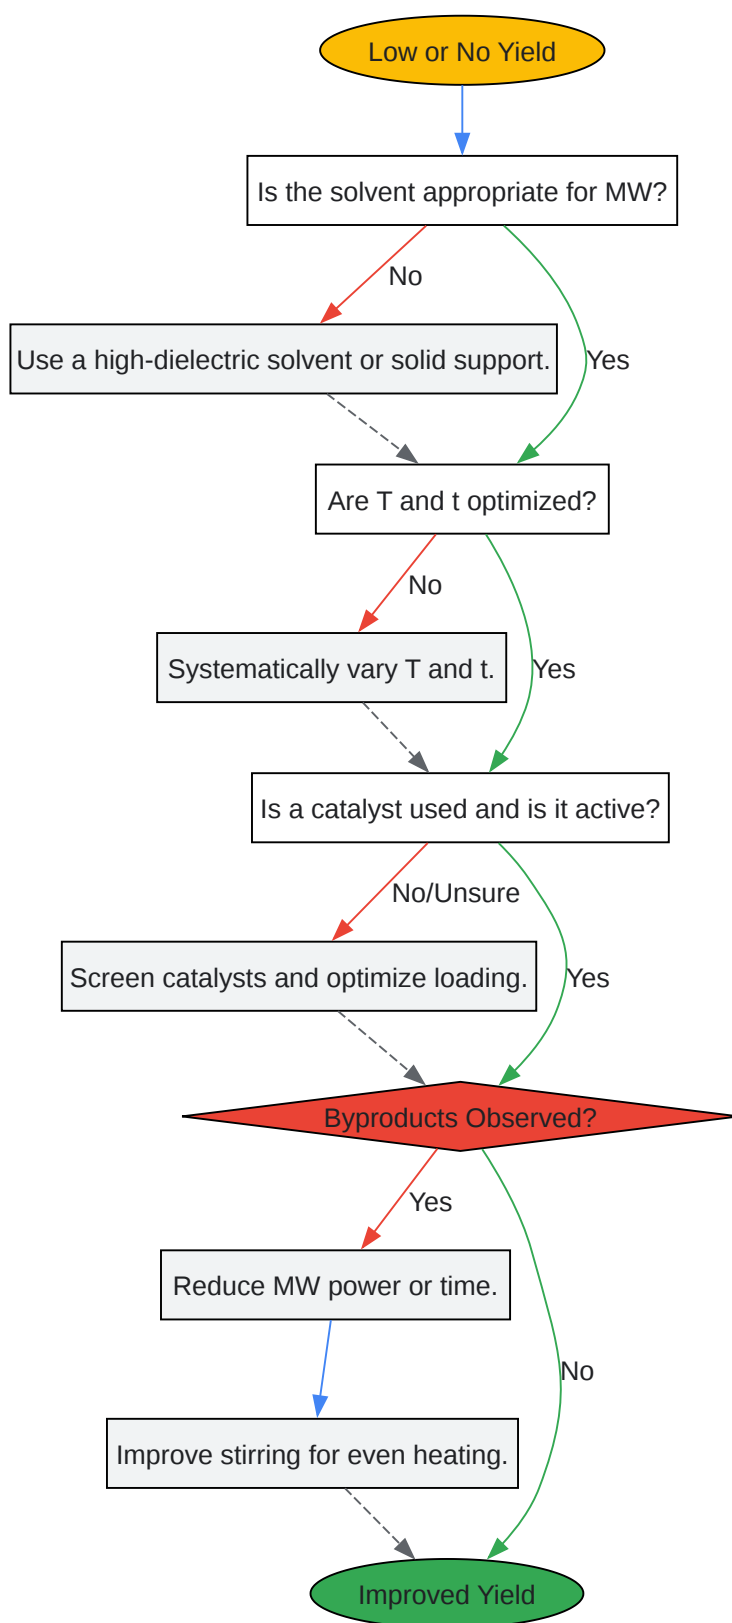 Low or No Yield
Is the solvent appropriate for MW?
No
Use a high-dielectric solvent or solid support.
Yes
Are T and t optimized?
No
Systematically vary T and t.
Yes
Is a catalyst used and is it active?
No/Unsure
Screen catalysts and optimize loading.
Yes
Byproducts Observed?
Yes
Reduce MW power or time.
No
Improve stirring for even heating.
Improved Yield